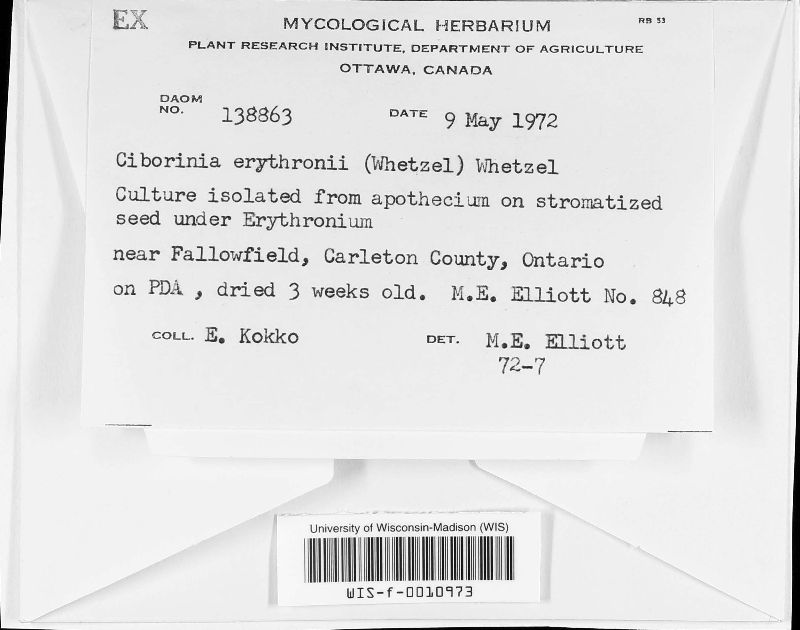 EX
MYCOLOGICAL HERBARIUM
RB 53
PLANT RESEARCH INSTITUTE, DEPARTMENT OF AGRICULTURE
OTTAWA, CANADA
DAOM NO. 138863 DATE 9 May 1972
Ciborinia erythronii (Whetzel) Whetzel
Culture isolated from apothecium on stromatized
seed under Erythronium
near Fallowfield, Carleton County, Ontario
on PDA , dried 3 weeks old. M.E. Elliott No. 848
COLL. E. Kokko DET. M.E. Elliott
72-7
University of Wisconsin-Madison (WIS)
WIS-f-0010973